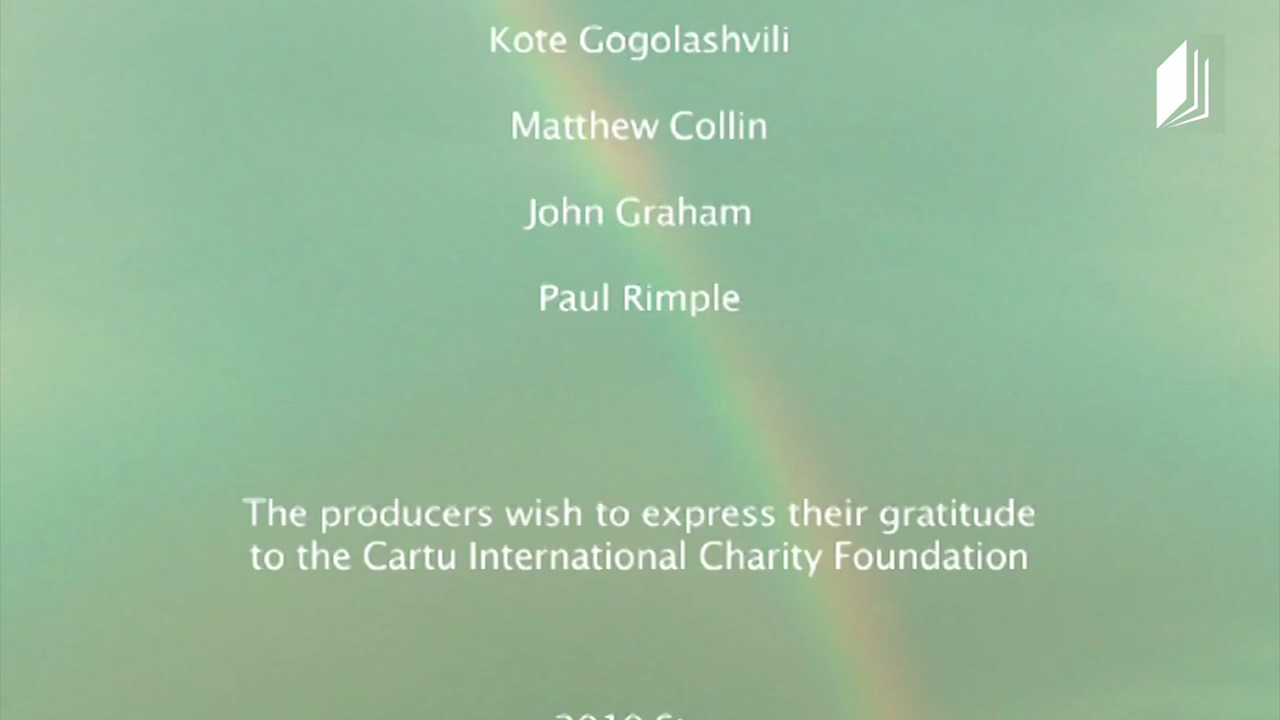 Kote Gogolashvili
Matthew Collin
John Graham
Paul Rimple
The producers wish to express their gratitude
to the Cartu International Charity Foundation
2010